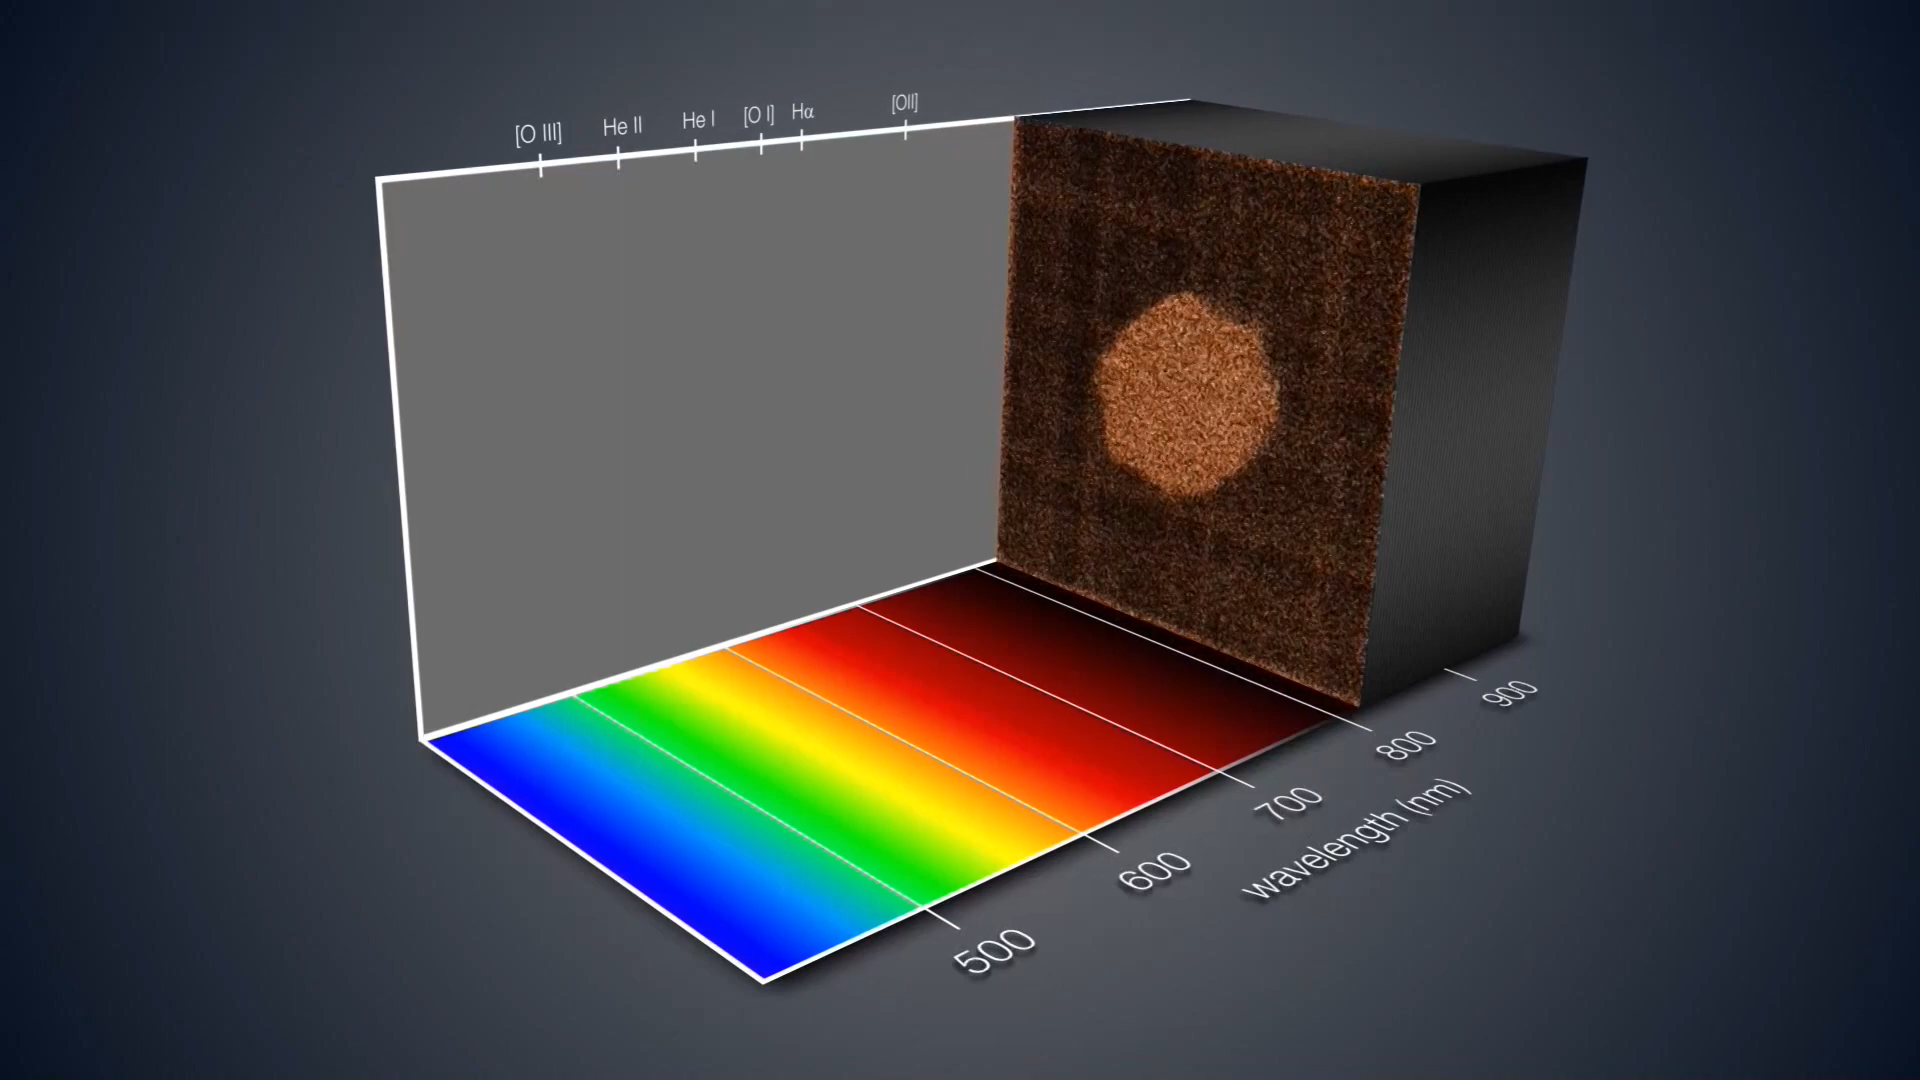 [O III]
He II
He I
[O I]
Hα
[OII]
900
800
700
600
500
wavelength (nm)